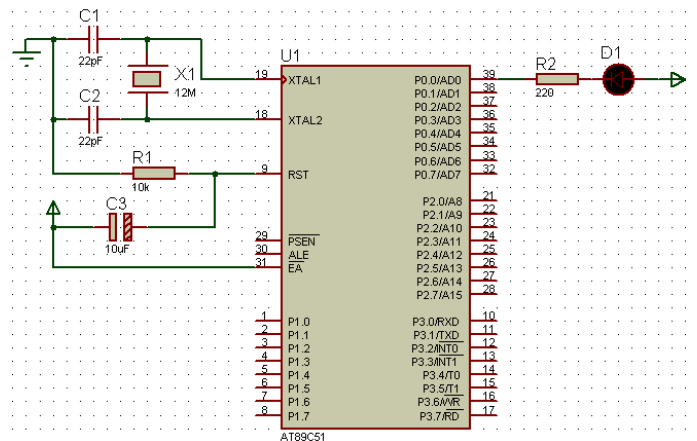 C1
22pF
X1
12M
C2
22pF
R1
10k
C3
10uF
U1
19 XTAL1
18 XTAL2
9 RST
29 PSEN
30 ALE
31 EA
1 P1.0
2 P1.1
3 P1.2
4 P1.3
5 P1.4
6 P1.5
7 P1.6
8 P1.7
P0.0/AD0 39
P0.1/AD1 38
P0.2/AD2 37
P0.3/AD3 36
P0.4/AD4 35
P0.5/AD5 34
P0.6/AD6 33
P0.7/AD7 32
P2.0/A8 21
P2.1/A9 22
P2.2/A10 23
P2.3/A11 24
P2.4/A12 25
P2.5/A13 26
P2.6/A14 27
P2.7/A15 28
P3.0/RXD 10
P3.1/TXD 11
P3.2/INT0 12
P3.3/INT1 13
P3.4/T0 14
P3.5/T1 15
P3.6/WR 16
P3.7/RD 17
AT89C51
R2
220
D1